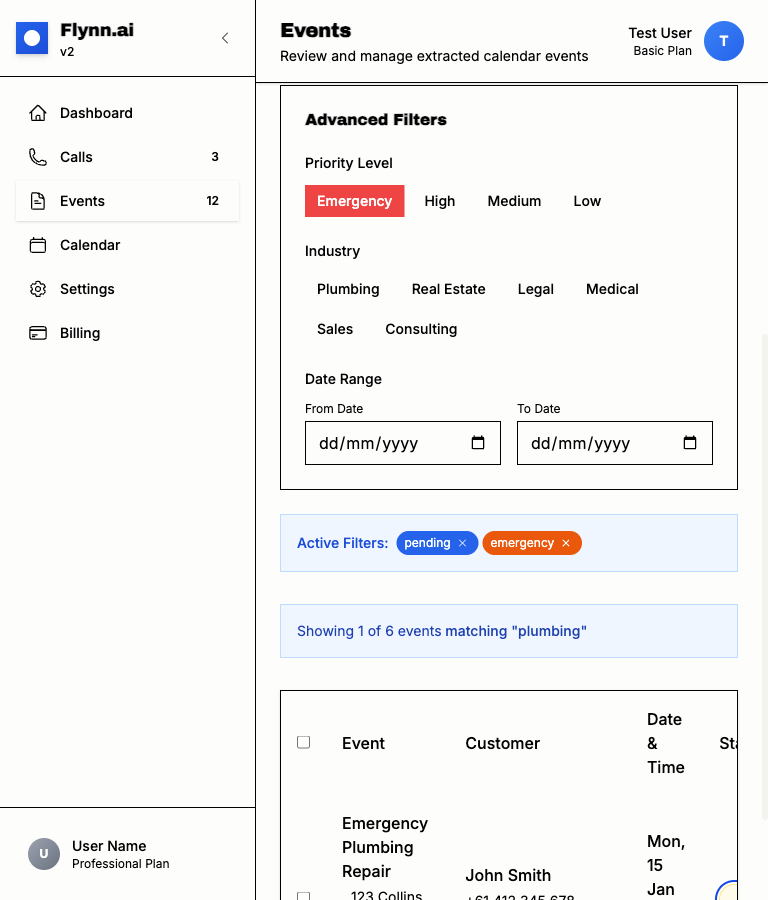 Flynn.ai
v2
Dashboard
Calls 3
Events 12
Calendar
Settings
Billing
U
User Name
Professional Plan
Events
Review and manage extracted calendar events
Test User
Basic Plan
T
Advanced Filters
Priority Level
Emergency High Medium Low
Industry
Plumbing Real Estate Legal Medical
Sales Consulting
Date Range
From Date To Date
dd/mm/yyyy dd/mm/yyyy
Active Filters: pending × emergency ×
Showing 1 of 6 events matching "plumbing"
Event Customer Date & Time
Emergency
Plumbing
Repair
123 Collins
John Smith
+61 412 345 678
Mon,
15
Jan